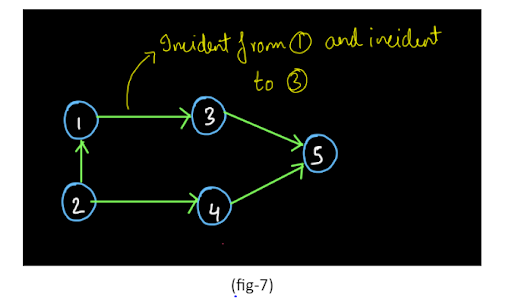 Incident from ① and incident
to ③
1
3
5
2
4
(fig-7)